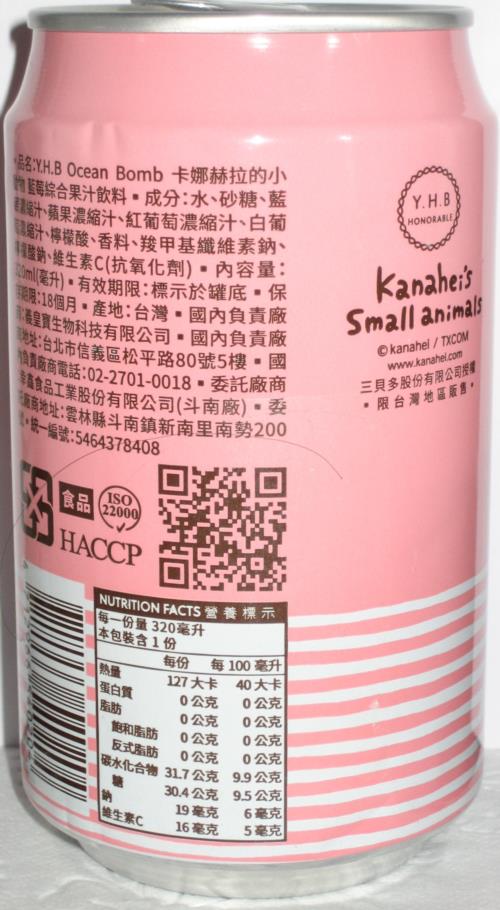 品名:Y.H.B Ocean Bomb 卡娜赫拉的小
物 藍莓綜合果汁飲料▪成分:水、砂糖、藍
濃縮汁、蘋果濃縮汁、紅葡萄濃縮汁、白葡
濃縮汁、檸檬酸、香料、羧甲基纖維素鈉、
檬酸鈉、維生素C(抗氧化劑)▪內容量:
320ml(毫升)▪有效期限:標示於罐底▪保
期限:18個月▪產地:台灣▪國內負責廠
義皇寶生物科技有限公司▪國內負責廠
地址:台北市信義區松平路80號5樓▪國
內負責廠商電話:02-2701-0018▪委託廠商
鑫食品工業股份有限公司(斗南廠)▪委
廠商地址:雲林縣斗南鎮新南里南勢200
▪統一編號:5464378408
食品
ISO
22000
HACCP
NUTRITION FACTS 營養標示
每一份量 320毫升
本包裝含 1 份
每份 每 100 毫升
熱量 127 大卡 40 大卡
蛋白質 0 公克 0 公克
脂肪 0 公克 0 公克
飽和脂肪 0 公克 0 公克
反式脂肪 0 公克 0 公克
碳水化合物 31.7 公克 9.9 公克
糖 30.4 公克 9.5 公克
鈉 19 毫克 6 毫克
維生素C 16 毫克 5 毫克
Y.H.B
HONORABLE
Kanahei's
Small animals
©kanahei / TXCOM
www.kanahei.com
三貝多股份有限公司授權
▪限台灣地區販售▪